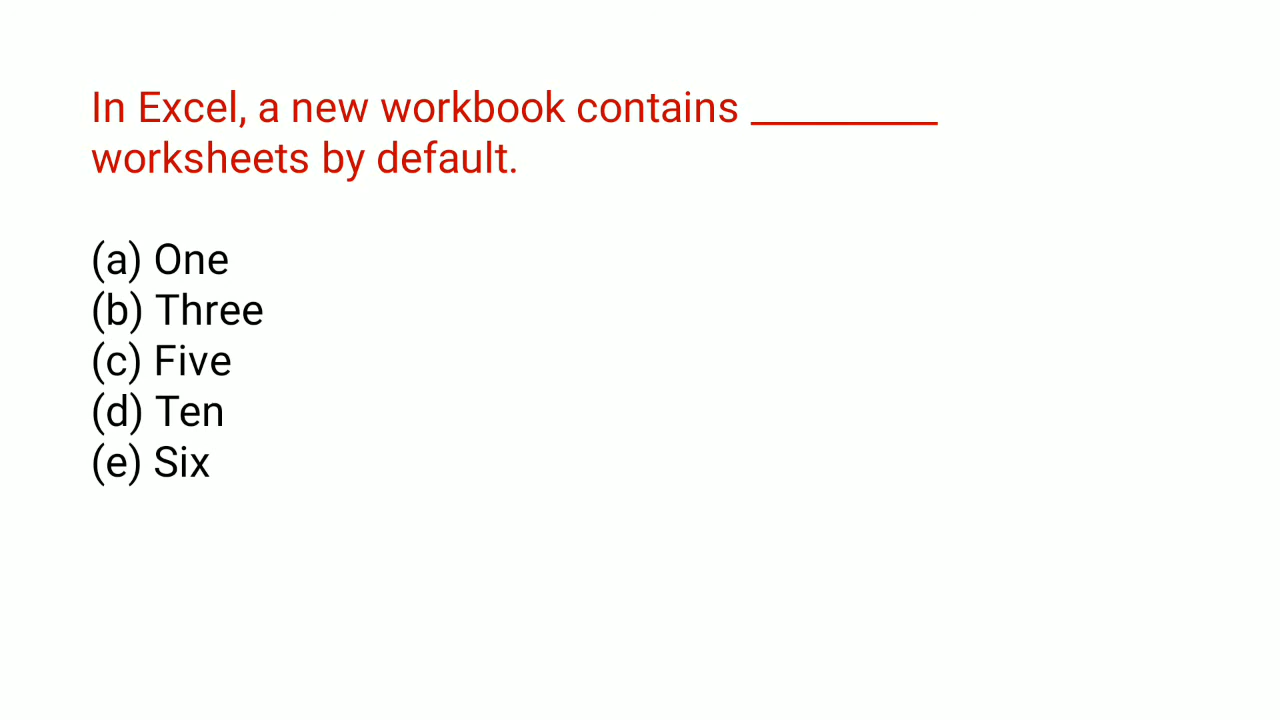 In Excel, a new workbook contains _________
worksheets by default.
(a) One
(b) Three
(c) Five
(d) Ten
(e) Six